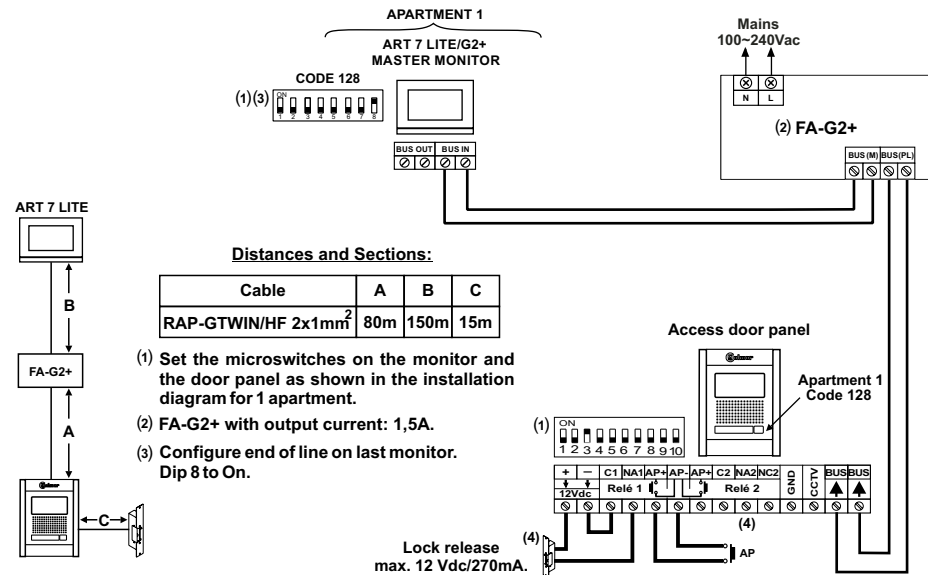 APARTMENT 1
ART 7 LITE/G2+
MASTER MONITOR
CODE 128
(1)(3)
ON
1 2 3 4 5 6 7 8
BUS OUT BUS IN
Mains
100~240Vac
N L
(2) FA-G2+
BUS (M) BUS(PL)
ART 7 LITE
B
FA-G2+
A
C
Distances and Sections:
Cable A B C
RAP-GTWIN/HF 2x1mm² 80m 150m 15m
(1) Set the microswitches on the monitor and
the door panel as shown in the installation
diagram for 1 apartment.
(2) FA-G2+ with output current: 1,5A.
(3) Configure end of line on last monitor.
Dip 8 to On.
Access door panel
Golmar
Apartment 1
Code 128
(1)
ON
1 2 3 4 5 6 7 8 9 10
+ – C1 NA1 AP+ AP- AP+ C2 NA2 NC2 GND CCTV BUS BUS
12Vdc Relé 1 Relé 2
(4)
(4)
Lock release
max. 12 Vdc/270mA.
AP